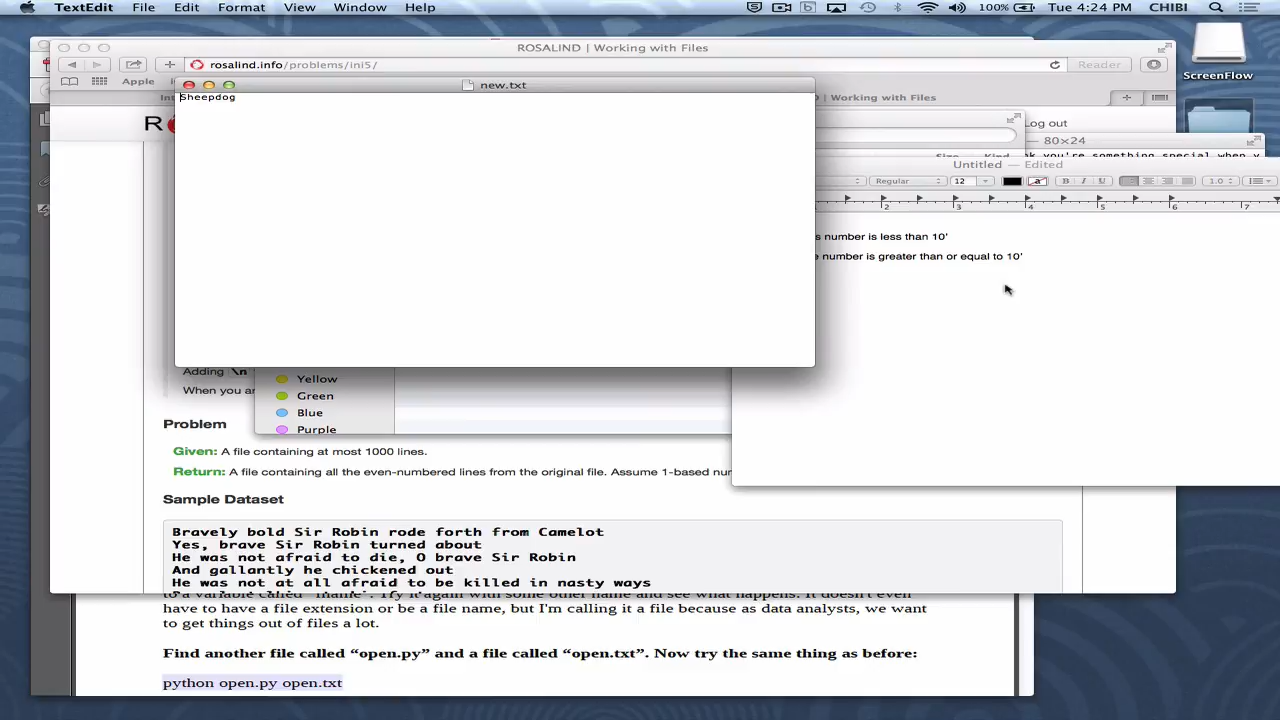 TextEdit File Edit Format View Window Help 100% Tue 4:24 PM CHIBI
ROSALIND | Working with Files
rosalind.info/problems/ini5/
Reader
ScreenFlow
Apple
new.txt
| Working with Files
Sheepdog
R
Log out
— 80×24
Untitled — Edited
Regular 12 B I U 1.0
2 3 4 5 6 7
s number is less than 10'
number is greater than or equal to 10'
Adding \n
When you
Yellow
Green
Blue
Purple
Problem
Given: A file containing at most 1000 lines.
Return: A file containing all the even-numbered lines from the original file. Assume 1-based
Sample Dataset
Bravely bold Sir Robin rode forth from Camelot
Yes, brave Sir Robin turned about
He was not afraid to die, O brave Sir Robin
And gallantly he chickened out
He was not at all afraid to be killed in nasty ways
have to have a file extension or be a file name, but I'm calling it a file because as data analysts, we want
to get things out of files a lot.
Find another file called “open.py” and a file called “open.txt”. Now try the same thing as before:
python open.py open.txt